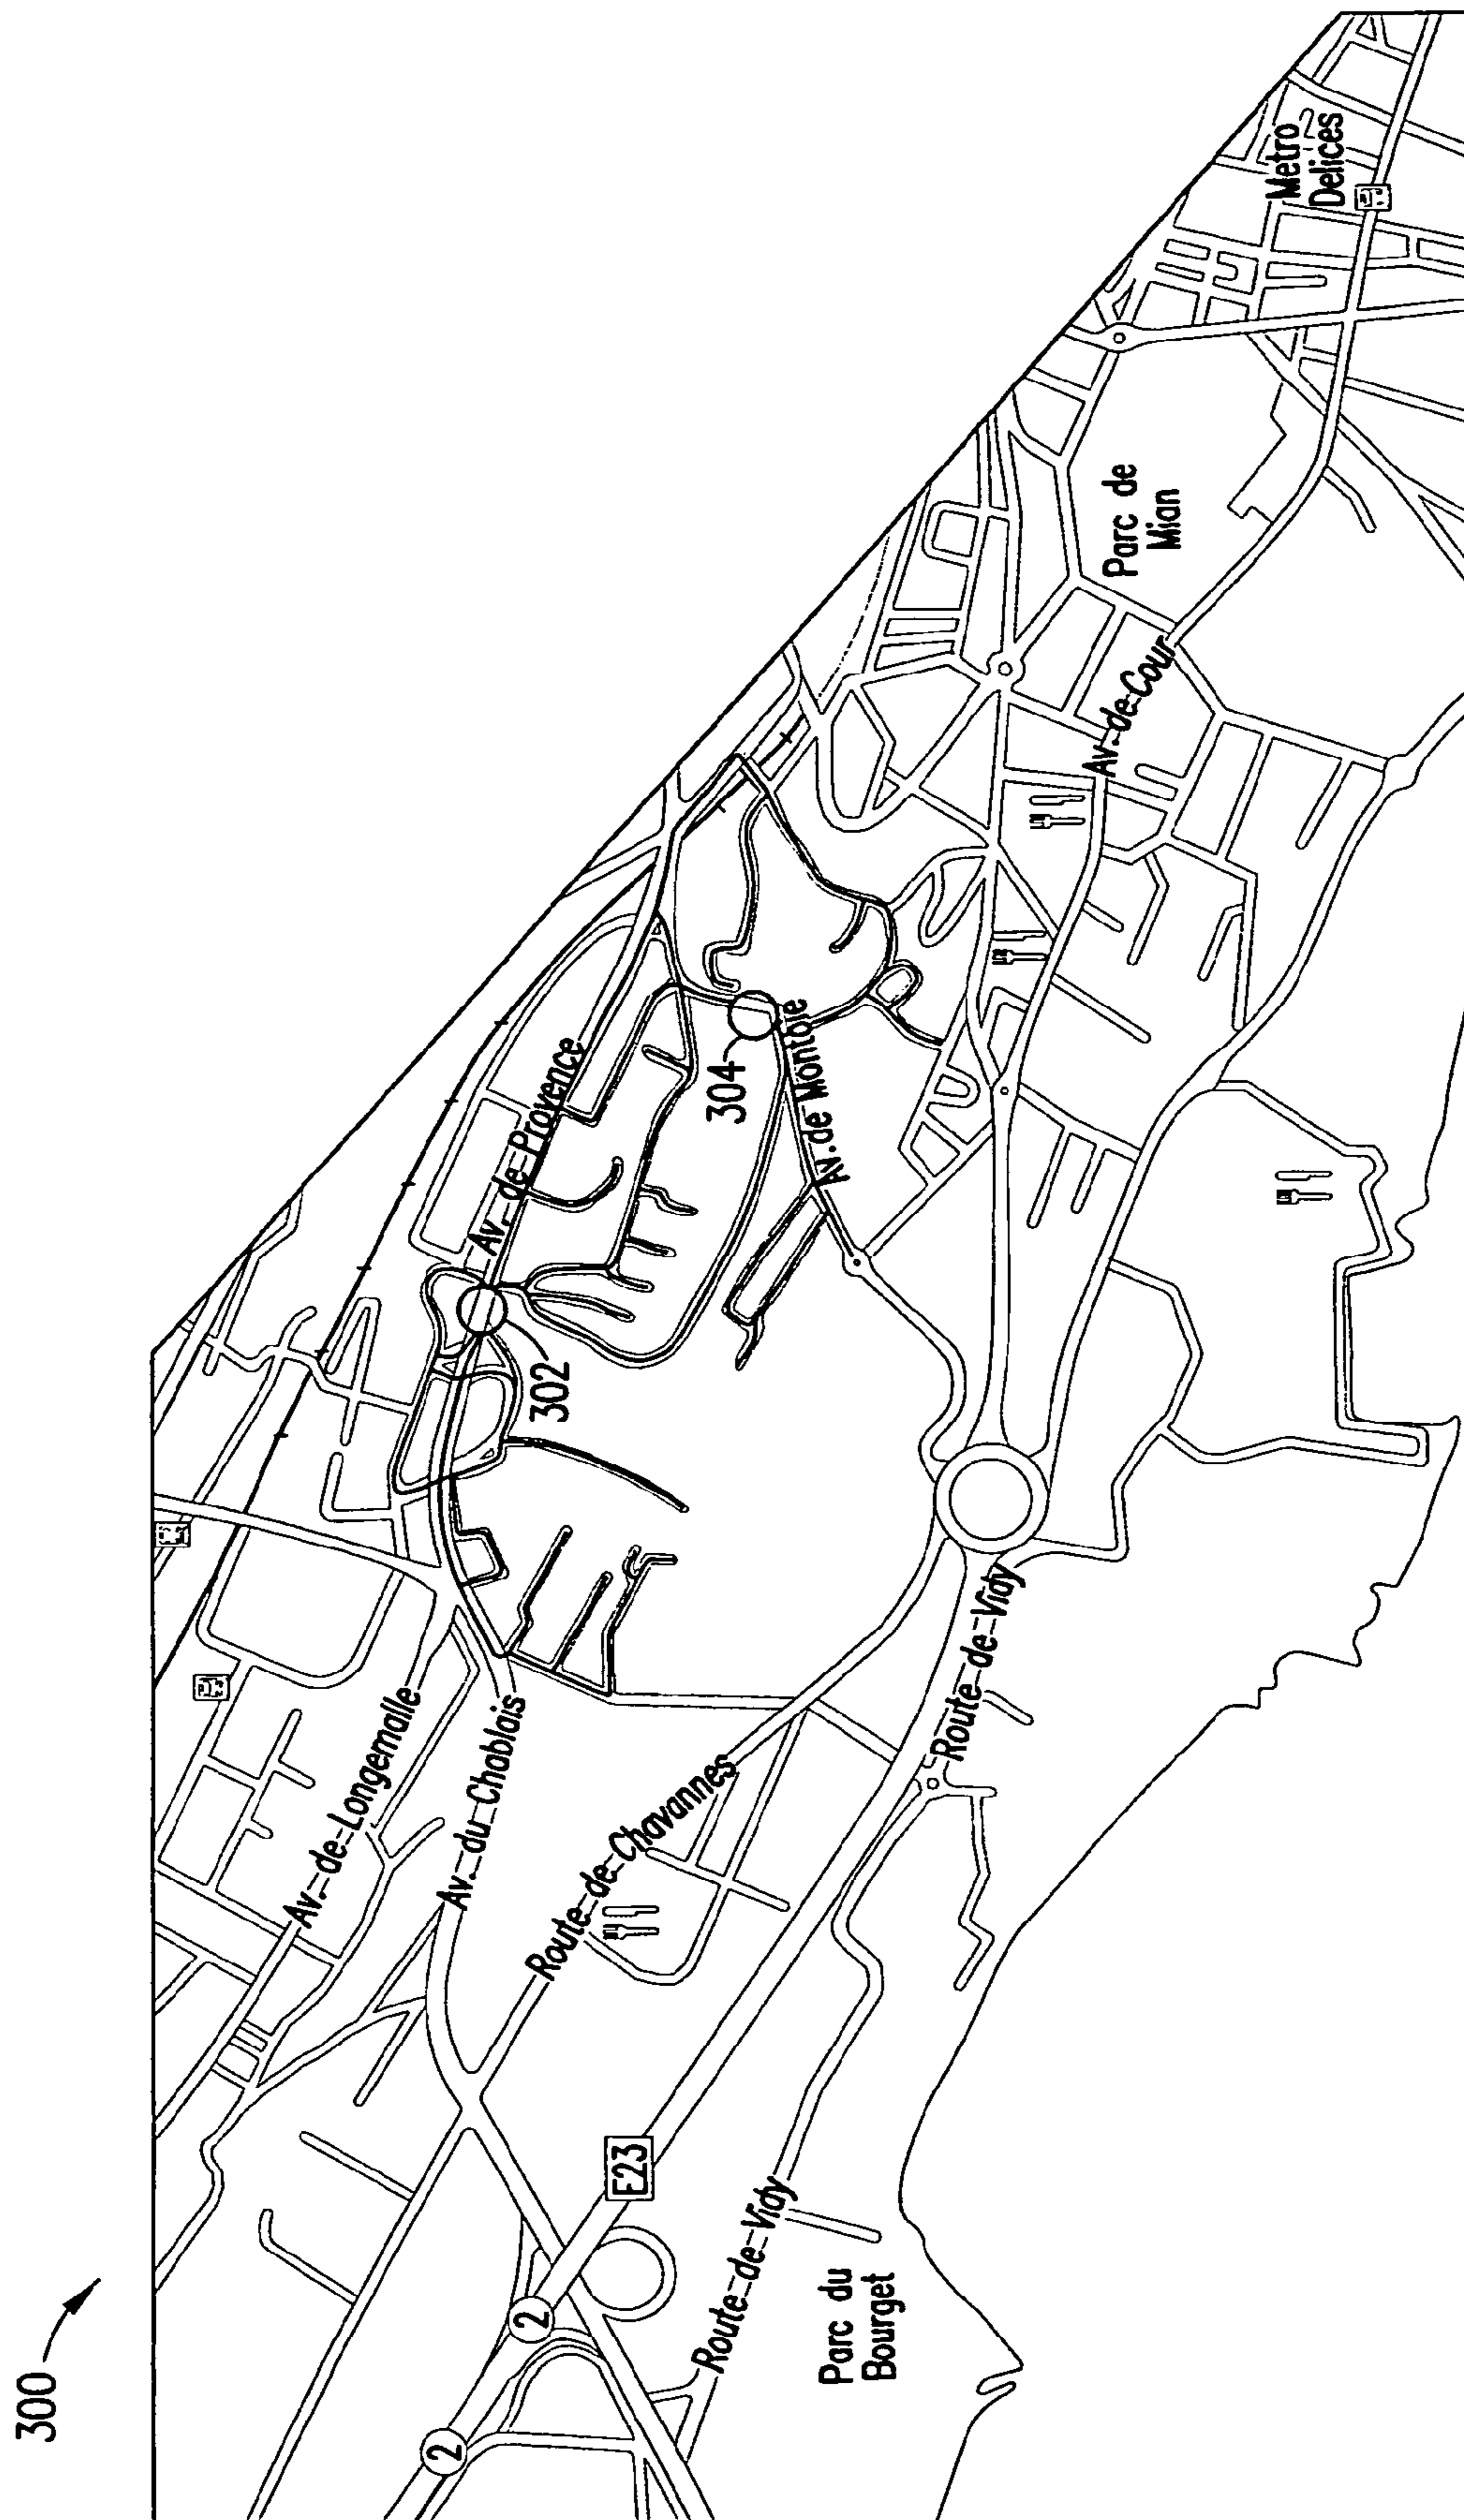 300
Metro
Delices
Parc de
Mian
Av.-de-Cour
Av.-de-Provence
304
Av.de Montoie
302
Av.-de-Longemalle
Av.-du-Chablais
Route-de-Chavannes
Route-de-Vidy
E23
2
2
Route-de-Vidy
Parc du
Bourget